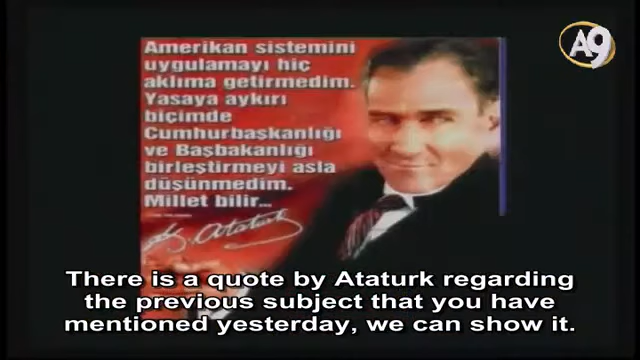 A9
Amerikan sistemini
uygulamayı hiç
aklıma getirmedim.
Yasaya aykırı
biçimde
Cumhurbaşkanlığı
ve Başbakanlığı
birleştirmeyi asla
düşünmedim.
Millet bilir...
K. Atatürk
There is a quote by Ataturk regarding
the previous subject that you have
mentioned yesterday, we can show it.